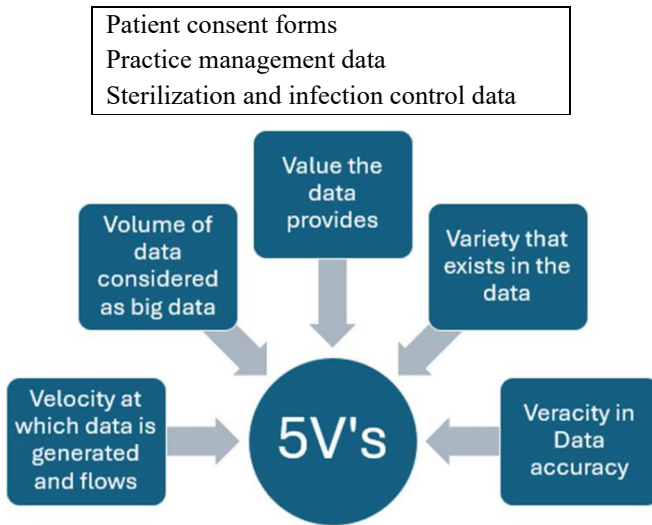 Patient consent forms
Practice management data
Sterilization and infection control data
Value the
data
provides
Volume of
data
considered
as big data
Variety that
exists in the
data
Velocity at
which data is
generated
and flows
5V's
Veracity in
Data
accuracy